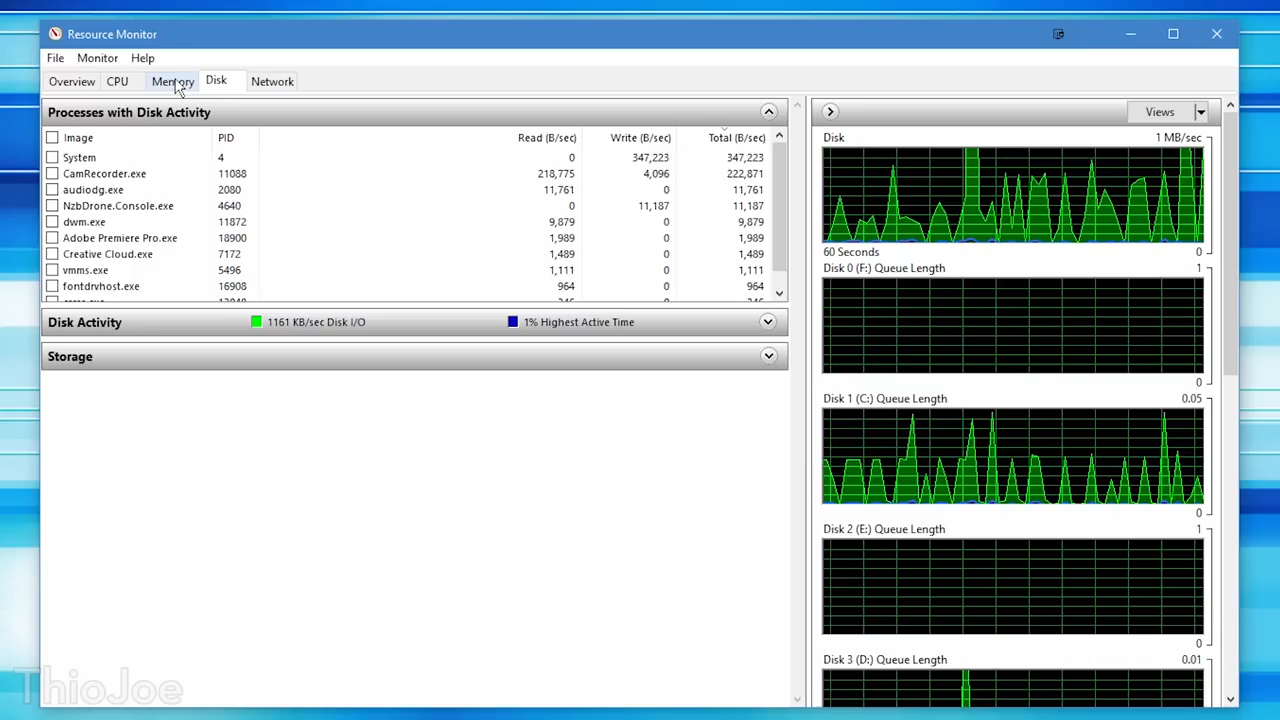 Resource Monitor
File Monitor Help
Overview CPU Memory Disk Network
Processes with Disk Activity
Image PID Read (B/sec) Write (B/sec) Total (B/sec)
System 4 0 347,223 347,223
CamRecorder.exe 11088 218,775 4,096 222,871
audiodg.exe 2080 11,761 0 11,761
NzbDrone.Console.exe 4640 0 11,187 11,187
dwm.exe 11872 9,879 0 9,879
Adobe Premiere Pro.exe 18900 1,989 0 1,989
Creative Cloud.exe 7172 1,489 0 1,489
vmms.exe 5496 1,111 0 1,111
fontdrvhost.exe 16908 964 0 964
Disk Activity 1161 KB/sec Disk I/O 1% Highest Active Time
Storage
Views
Disk 1 MB/sec
60 Seconds 0
Disk 0 (F:) Queue Length 1
0
Disk 1 (C:) Queue Length 0.05
0
Disk 2 (E:) Queue Length 1
0
Disk 3 (D:) Queue Length 0.01
ThioJoe